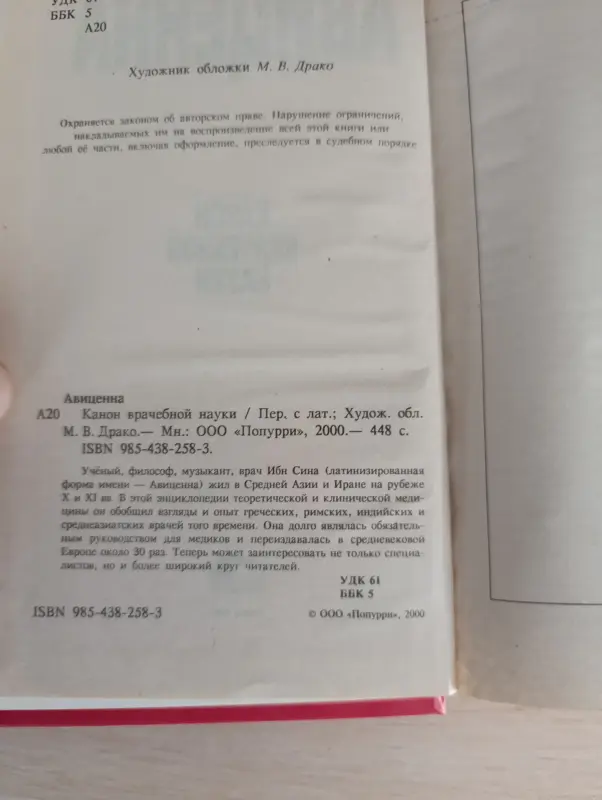 УДК 61
ББК 5
А20
Художник обложки М. В. Драко
Охраняется законом об авторском праве. Нарушение ограничений,
накладываемых им на воспроизведение всей этой книги или
любой её части, включая оформление, преследуется в судебном порядке
Авиценна
А20 Канон врачебной науки / Пер. с лат.; Худож. обл.
М. В. Драко.— Мн.: ООО «Попурри», 2000.— 448 с.
ISBN 985-438-258-3.
Учёный, философ, музыкант, врач Ибн Сина (латинизированная
форма имени — Авиценна) жил в Средней Азии и Иране на рубеже
X и XI вв. В этой энциклопедии теоретической и клинической меди-
цины он обобщил взгляды и опыт греческих, римских, индийских и
среднеазиатских врачей того времени. Она долго являлась обязатель-
ным руководством для медиков и переиздавалась в средневековой
Европе около 30 раз. Теперь может заинтересовать не только специа-
листов, но и более широкий круг читателей.
УДК 61
ББК 5
ISBN 985-438-258-3
© ООО «Попурри», 2000